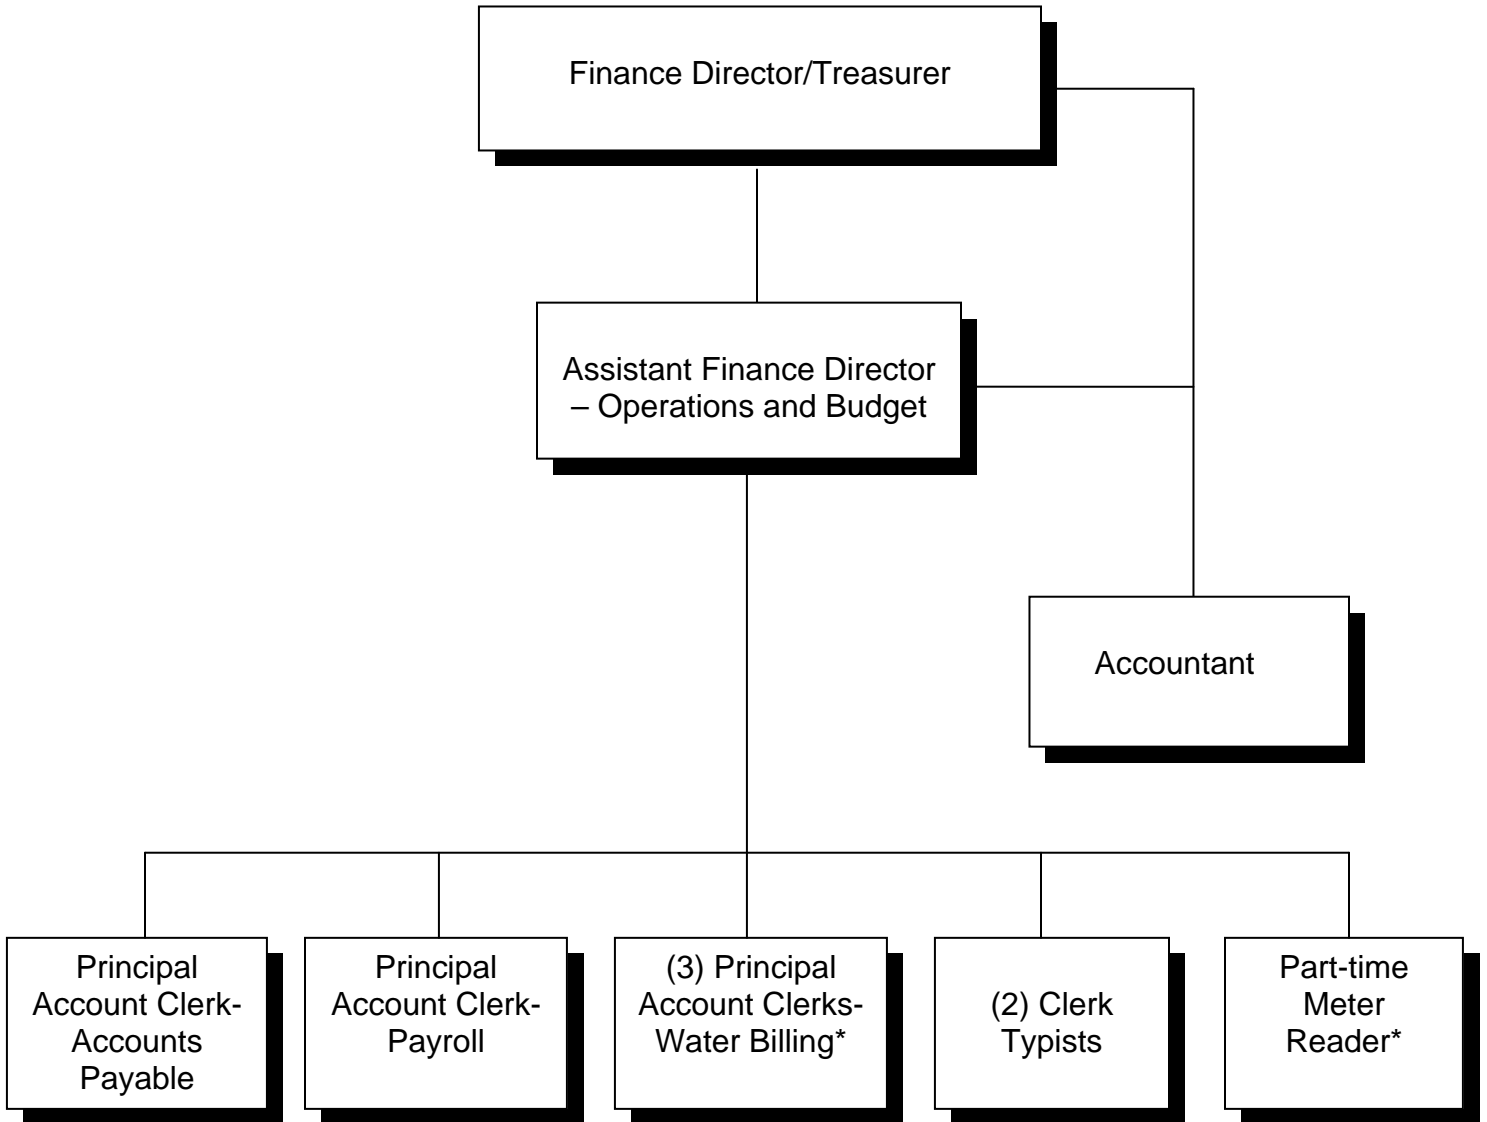 Finance Director/Treasurer
Assistant Finance Director
– Operations and Budget
Accountant
Principal
Account Clerk-
Accounts
Payable
Principal
Account Clerk-
Payroll
(3) Principal
Account Clerks-
Water Billing*
(2) Clerk
Typists
Part-time
Meter
Reader*